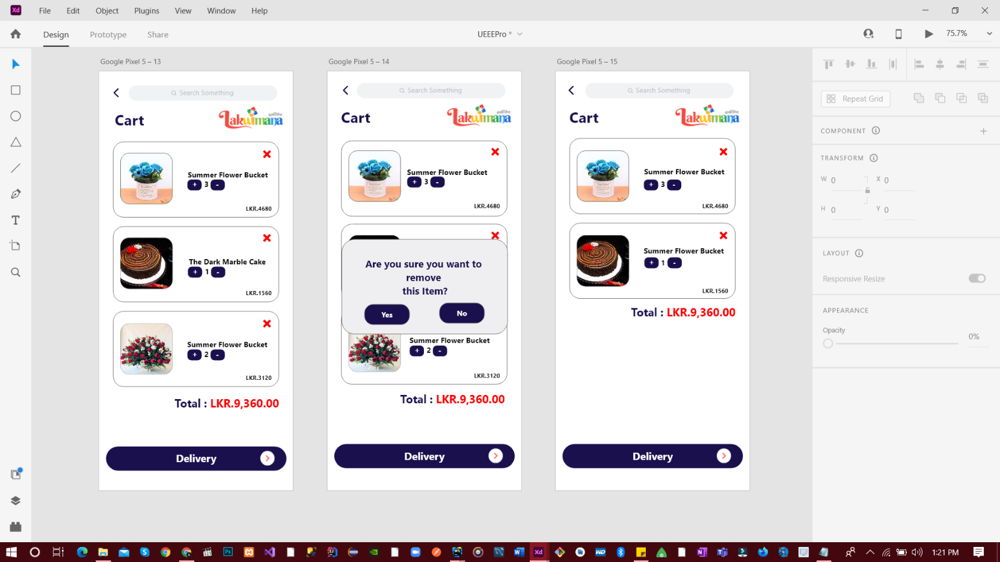 Xd File Edit Object Plugins View Window Help
Design Prototype Share
UEEEPro *
75.7%
Google Pixel 5 – 13
Search Something
Cart
Lakwimana
Summer Flower Bucket
+ 3 -
LKR.4680
The Dark Marble Cake
+ 1 -
LKR.1560
Summer Flower Bucket
+ 2 -
LKR.3120
Total : LKR.9,360.00
Delivery
Google Pixel 5 – 14
Search Something
Cart
Lakwimana
Summer Flower Bucket
+ 3 -
LKR.4680
Are you sure you want to
remove
this Item?
Yes No
Summer Flower Bucket
+ 2 -
LKR.3120
Total : LKR.9,360.00
Delivery
Google Pixel 5 – 15
Search Something
Cart
Lakwimana
Summer Flower Bucket
+ 3 -
LKR.4680
Summer Flower Bucket
+ 1 -
LKR.1560
Total : LKR.9,360.00
Delivery
Repeat Grid
COMPONENT
TRANSFORM
W 0 X 0
H 0 Y 0
LAYOUT
Responsive Resize
APPEARANCE
Opacity
0%
1:21 PM